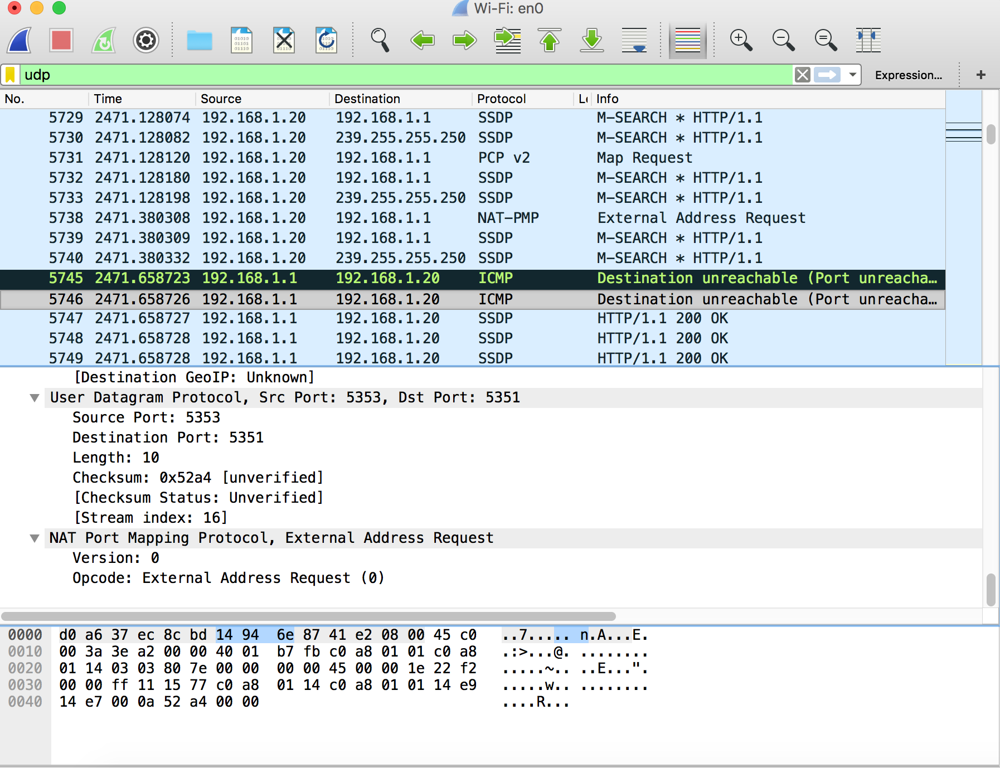 Wi-Fi: en0
udp Expression... +
No. Time Source Destination Protocol Info
5729 2471.128074 192.168.1.20 192.168.1.1 SSDP M-SEARCH * HTTP/1.1
5730 2471.128082 192.168.1.20 239.255.255.250 SSDP M-SEARCH * HTTP/1.1
5731 2471.128120 192.168.1.20 192.168.1.1 PCP v2 Map Request
5732 2471.128180 192.168.1.20 192.168.1.1 SSDP M-SEARCH * HTTP/1.1
5733 2471.128198 192.168.1.20 239.255.255.250 SSDP M-SEARCH * HTTP/1.1
5738 2471.380308 192.168.1.20 192.168.1.1 NAT-PMP External Address Request
5739 2471.380309 192.168.1.20 192.168.1.1 SSDP M-SEARCH * HTTP/1.1
5740 2471.380332 192.168.1.20 239.255.255.250 SSDP M-SEARCH * HTTP/1.1
5745 2471.658723 192.168.1.1 192.168.1.20 ICMP Destination unreachable (Port unreacha…
5746 2471.658726 192.168.1.1 192.168.1.20 ICMP Destination unreachable (Port unreacha…
5747 2471.658727 192.168.1.1 192.168.1.20 SSDP HTTP/1.1 200 OK
5748 2471.658728 192.168.1.1 192.168.1.20 SSDP HTTP/1.1 200 OK
5749 2471.658728 192.168.1.1 192.168.1.20 SSDP HTTP/1.1 200 OK
[Destination GeoIP: Unknown]
User Datagram Protocol, Src Port: 5353, Dst Port: 5351
Source Port: 5353
Destination Port: 5351
Length: 10
Checksum: 0x52a4 [unverified]
[Checksum Status: Unverified]
[Stream index: 16]
NAT Port Mapping Protocol, External Address Request
Version: 0
Opcode: External Address Request (0)
0000 d0 a6 37 ec 8c bd 14 94 6e 87 41 e2 08 00 45 c0 ..7..... n.A...E.
0010 00 3a 3e a2 00 00 40 01 b7 fb c0 a8 01 01 c0 a8 .:>...@. ........
0020 01 14 03 03 80 7e 00 00 00 00 45 00 00 1e 22 f2 .....~.. ..E...".
0030 00 00 ff 11 15 77 c0 a8 01 14 c0 a8 01 01 14 e9 .....w.. ........
0040 14 e7 00 0a 52 a4 00 00 ....R...